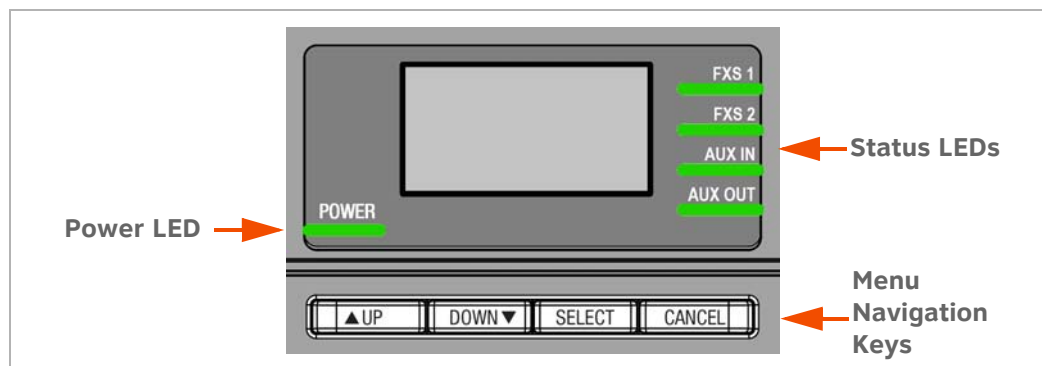 FXS 1
FXS 2
AUX IN
Status LEDs
AUX OUT
POWER
Power LED
▲UP
DOWN▼
SELECT
CANCEL
Menu
Navigation
Keys